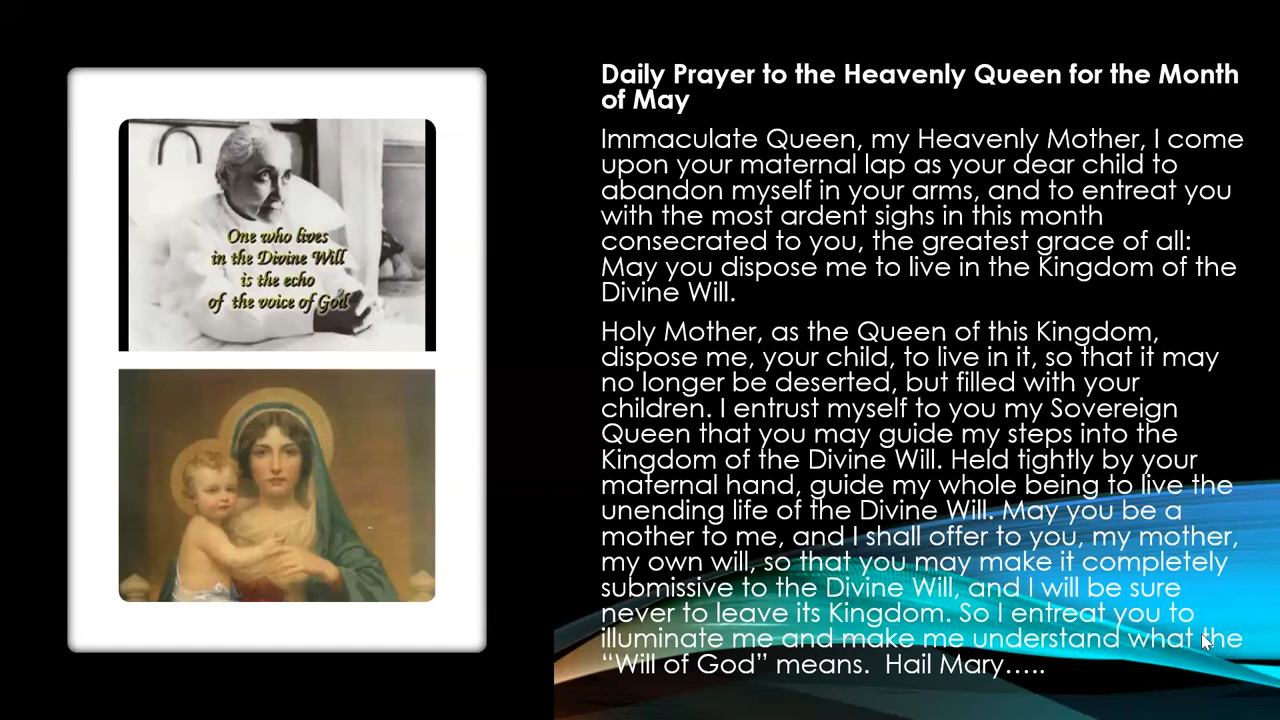 One who lives
in the Divine Will
is the echo
of the voice of God
Daily Prayer to the Heavenly Queen for the Month
of May
Immaculate Queen, my Heavenly Mother, I come
upon your maternal lap as your dear child to
abandon myself in your arms, and to entreat you
with the most ardent sighs in this month
consecrated to you, the greatest grace of all:
May you dispose me to live in the Kingdom of the
Divine Will.
Holy Mother, as the Queen of this Kingdom,
dispose me, your child, to live in it, so that it may
no longer be deserted, but filled with your
children. I entrust myself to you my Sovereign
Queen that you may guide my steps into the
Kingdom of the Divine Will. Held tightly by your
maternal hand, guide my whole being to live the
unending life of the Divine Will. May you be a
mother to me, and I shall offer to you, my mother,
my own will, so that you may make it completely
submissive to the Divine Will, and I will be sure
never to leave its Kingdom. So I entreat you to
illuminate me and make me understand what the
“Will of God” means.  Hail Mary…..